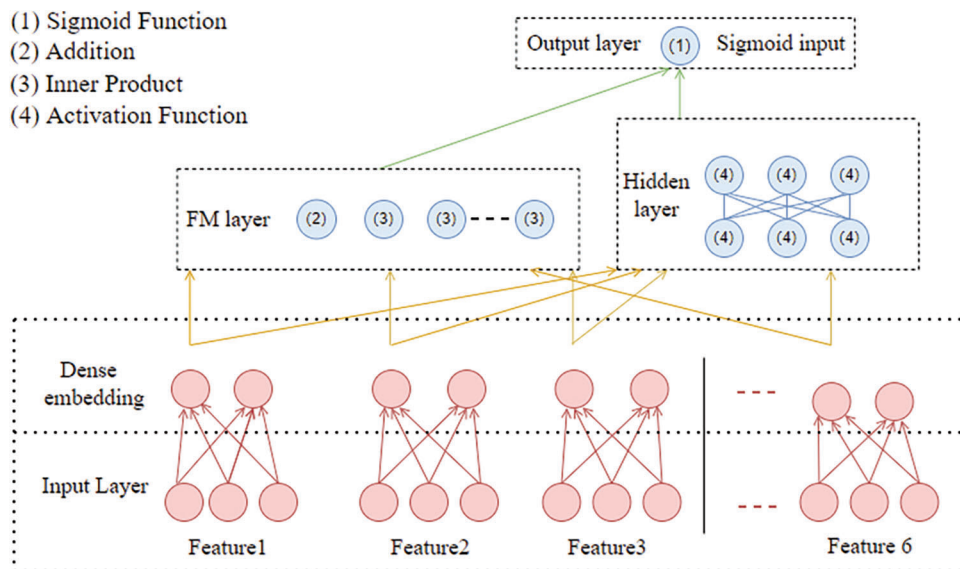 (1) Sigmoid Function
(2) Addition
(3) Inner Product
(4) Activation Function
Output layer (1) Sigmoid input
FM layer (2) (3) (3) (3)
Hidden
layer
(4) (4) (4)
(4) (4) (4)
Dense
embedding
Input Layer
Feature1 Feature2 Feature3 Feature 6